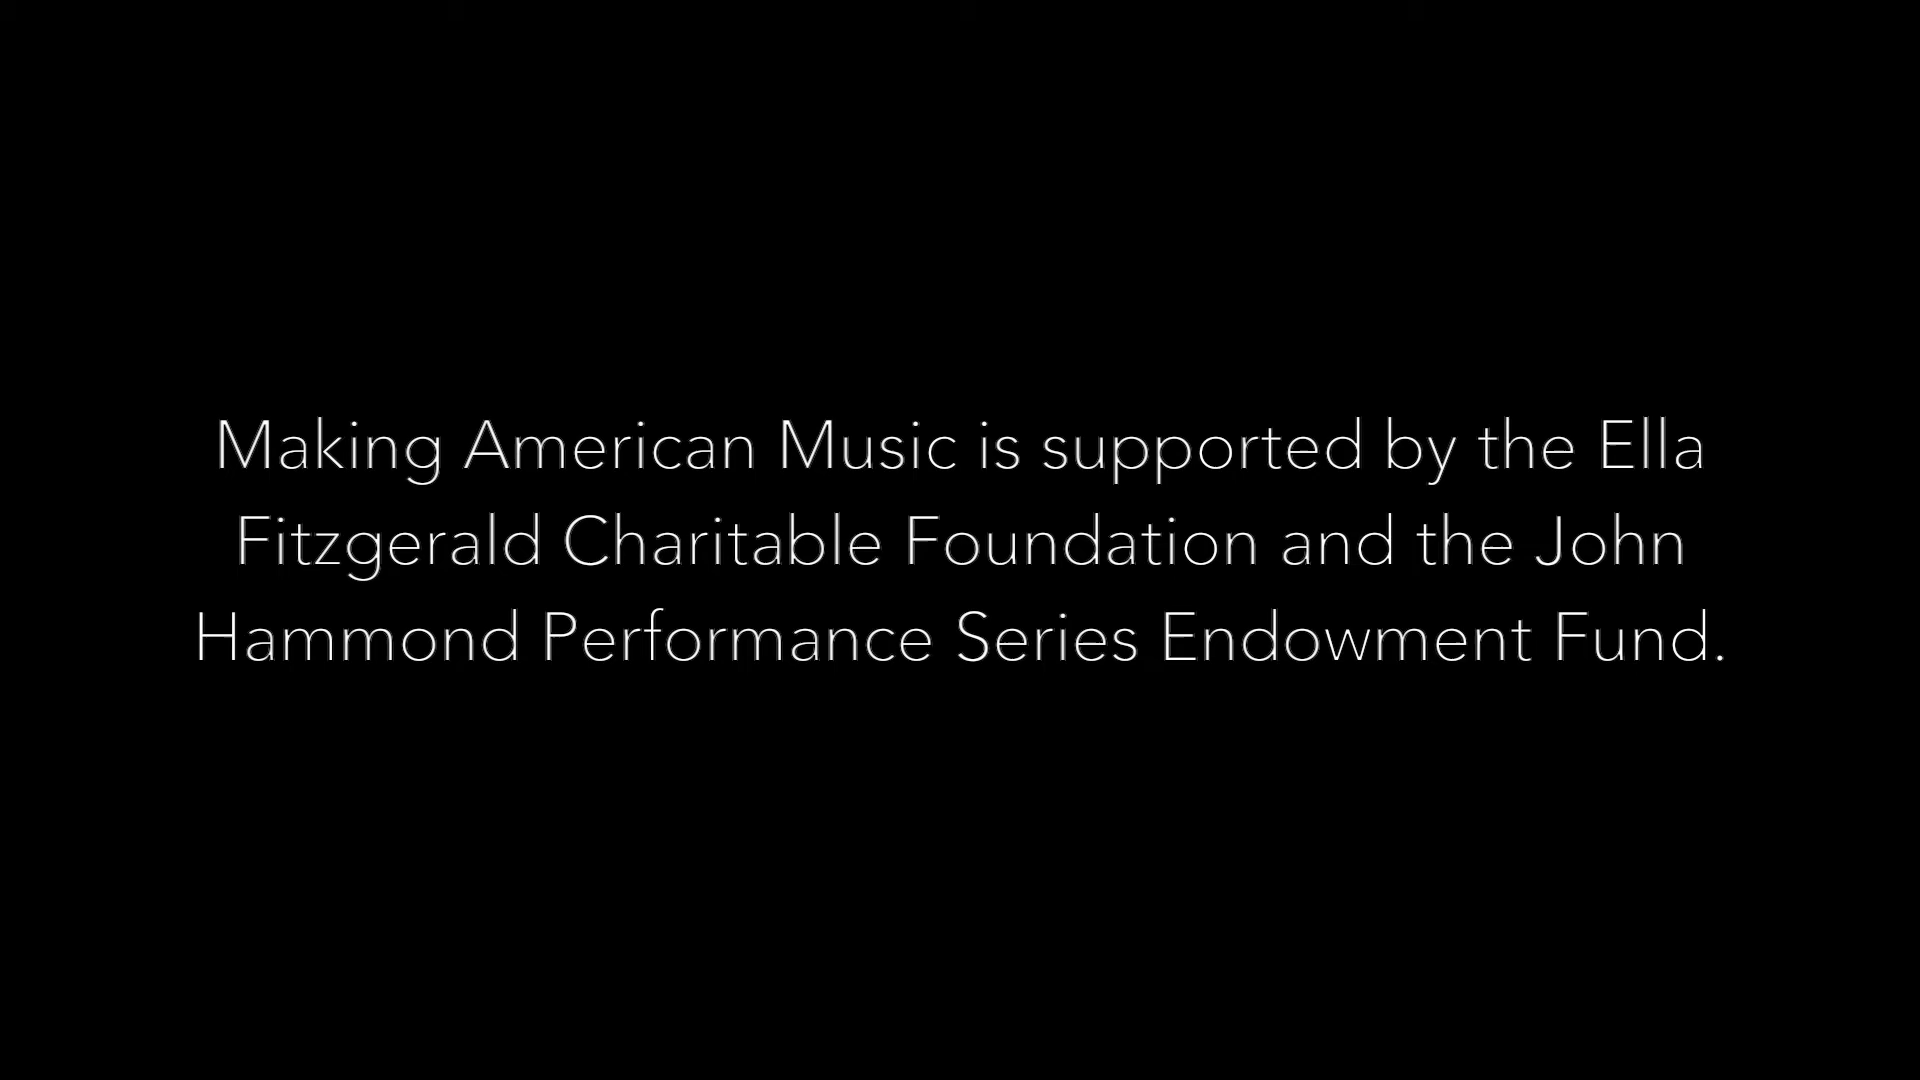 Making American Music is supported by the Ella
Fitzgerald Charitable Foundation and the John
Hammond Performance Series Endowment Fund.